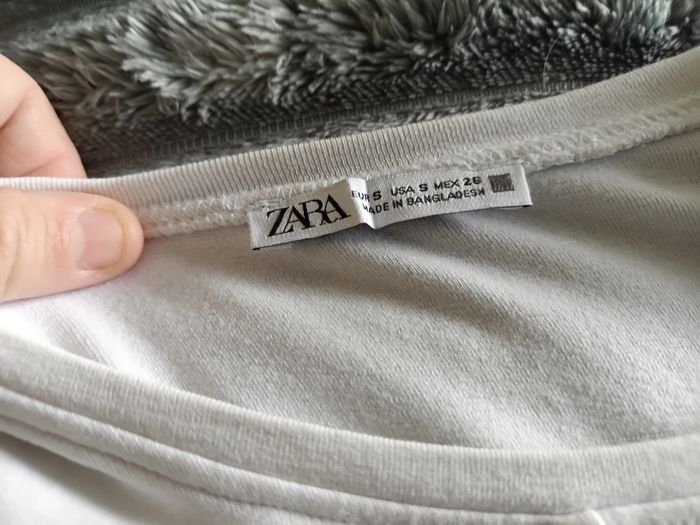 ZARA
EUR S USA S MEX 26
MADE IN BANGLADESH